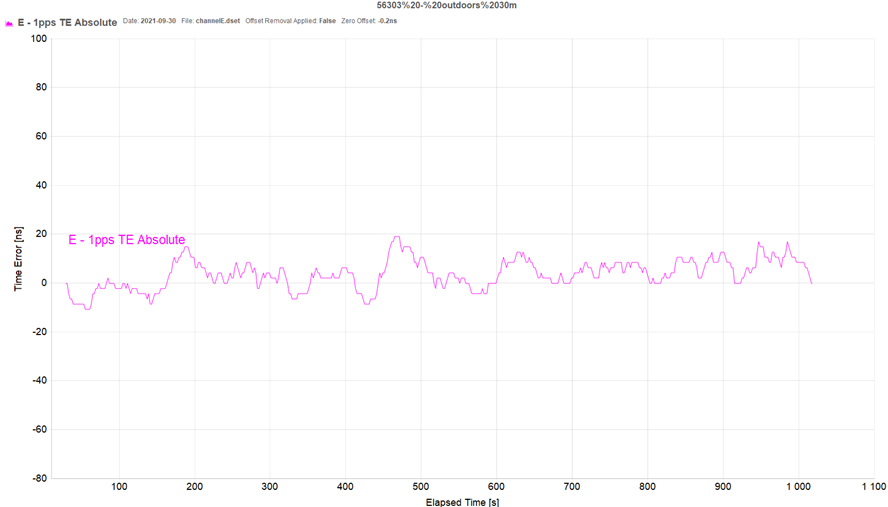 56303%20-%20outdoors%2030m
E - 1pps TE Absolute Date: 2021-09-30 File: channelE.dset Offset Removal Applied: False Zero Offset: -0.2ns
100
80
60
40
20
E - 1pps TE Absolute
0
-20
-40
-60
-80
Time Error [ns]
100 200 300 400 500 600 700 800 900 1 000 1 100
Elapsed Time [s]